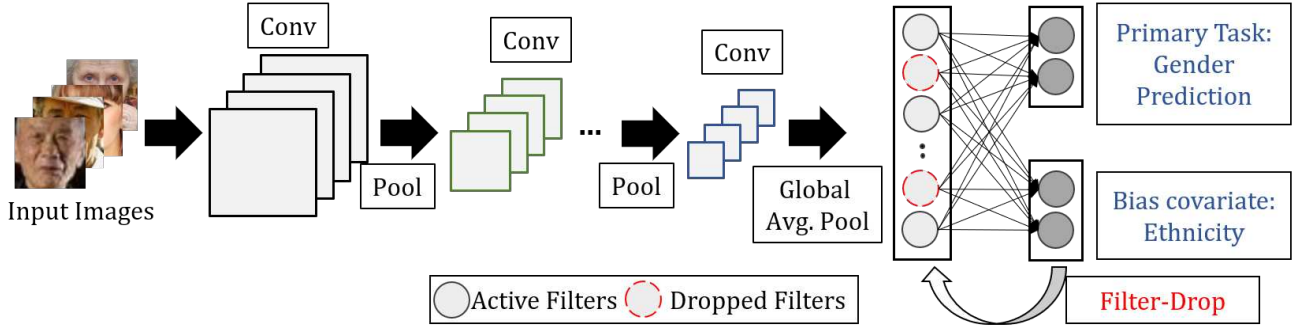 Conv
Pool
Conv
...
Pool
Conv
Global
Avg. Pool
Input Images
Primary Task:
Gender
Prediction
Bias covariate:
Ethnicity
Active Filters
Dropped Filters
Filter-Drop